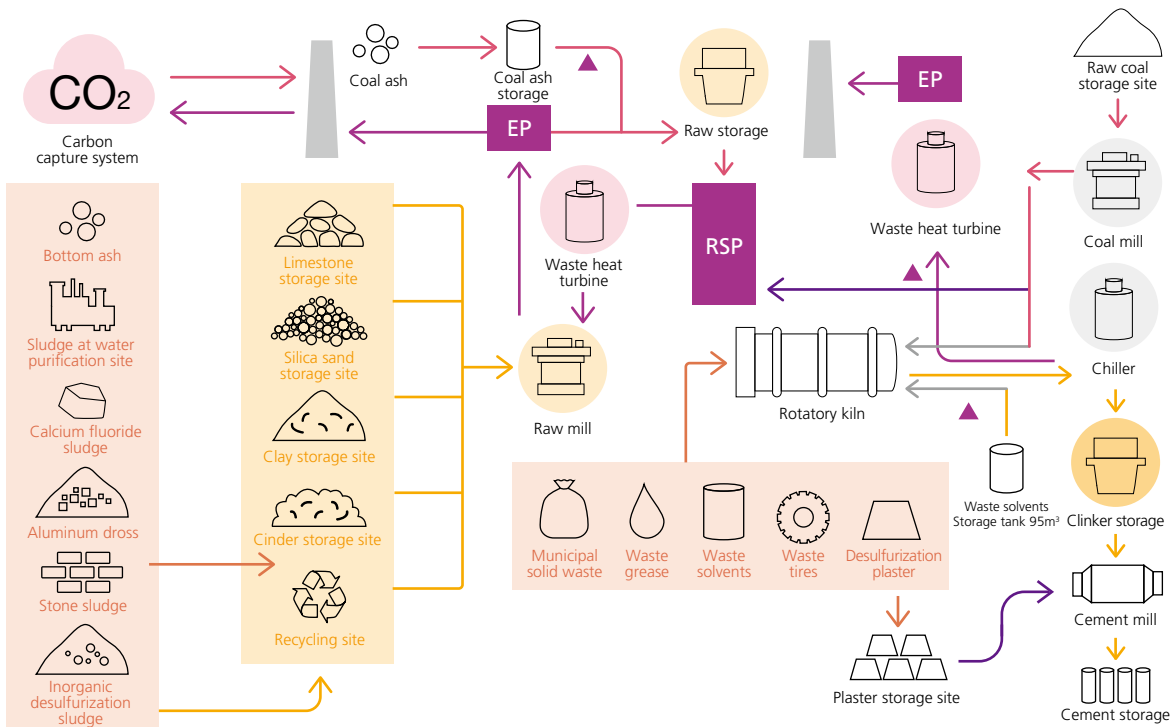 CO₂
Carbon
capture system
Coal ash
Coal ash
storage
EP
Raw storage
EP
Raw coal
storage site
Waste heat
turbine
RSP
Waste heat turbine
Coal mill
Bottom ash
Sludge at water
purification site
Calcium fluoride
sludge
Aluminum dross
Stone sludge
Inorganic
desulfurization
sludge
Limestone
storage site
Silica sand
storage site
Clay storage site
Cinder storage site
Recycling site
Raw mill
Rotatory kiln
Chiller
Municipal
solid waste
Waste
grease
Waste
solvents
Waste
tires
Desulfurization
plaster
Waste solvents
Storage tank 95m³
Clinker storage
Plaster storage site
Cement mill
Cement storage